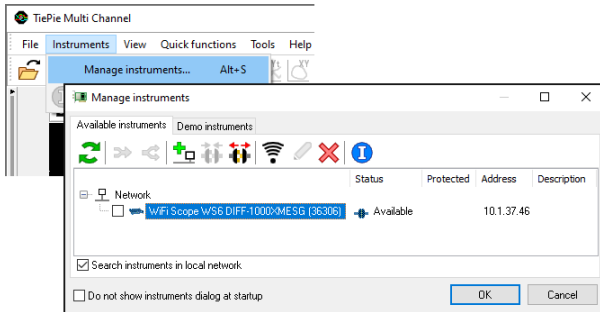 TiePie Multi Channel
File Instruments View Quick functions Tools Help
Manage instruments... Alt+S
Yt XY
Manage instruments
Available instruments Demo instruments
Status Protected Address Description
Network
WiFi Scope WS6 DIFF-1000XMESG (36306) Available 10.1.37.46
Search instruments in local network
Do not show instruments dialog at startup
OK Cancel